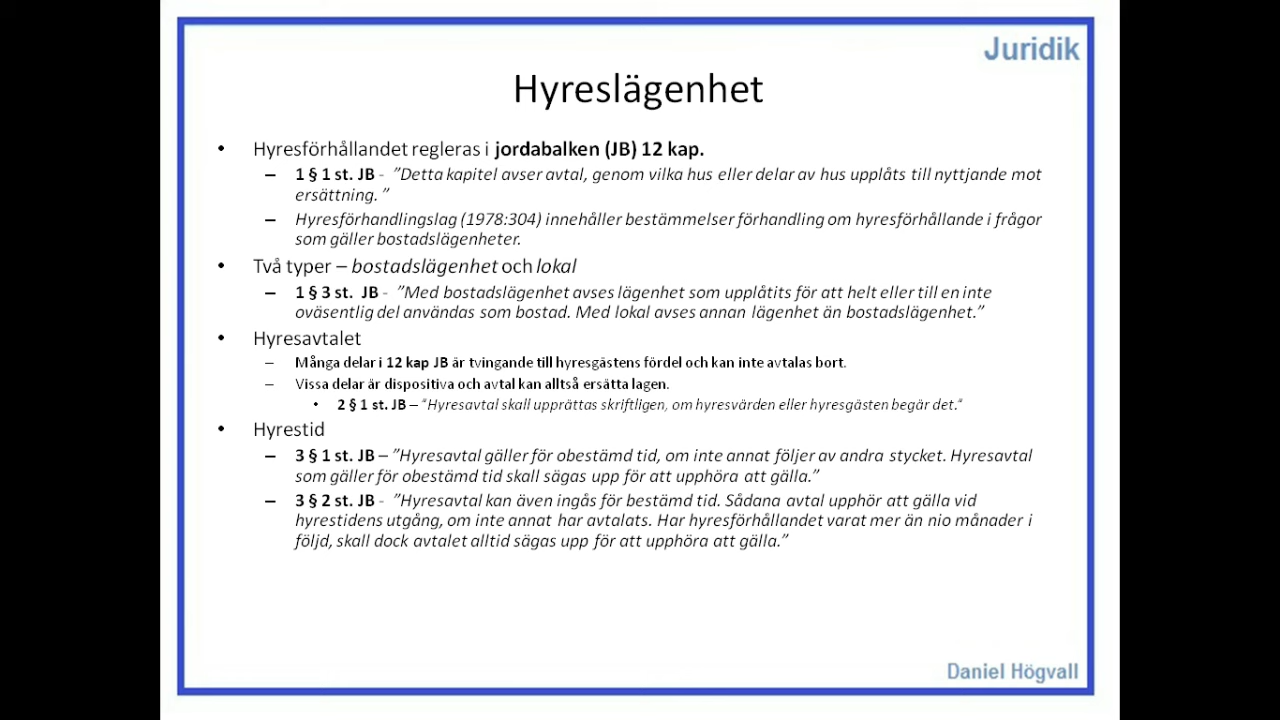 Juridik
Hyreslägenhet
• Hyresförhållandet regleras i jordabalken (JB) 12 kap.
– 1 § 1 st. JB - ”Detta kapitel avser avtal, genom vilka hus eller delar av hus upplåts till nyttjande mot
ersättning. ”
– Hyresförhandlingslag (1978:304) innehåller bestämmelser förhandling om hyresförhållande i frågor
som gäller bostadslägenheter.
• Två typer – bostadslägenhet och lokal
– 1 § 3 st. JB - ”Med bostadslägenhet avses lägenhet som upplåtits för att helt eller till en inte
oväsentlig del användas som bostad. Med lokal avses annan lägenhet än bostadslägenhet.”
• Hyresavtalet
– Många delar i 12 kap JB är tvingande till hyresgästens fördel och kan inte avtalas bort.
– Vissa delar är dispositiva och avtal kan alltså ersätta lagen.
• 2 § 1 st. JB – "Hyresavtal skall upprättas skriftligen, om hyresvärden eller hyresgästen begär det."
• Hyrestid
– 3 § 1 st. JB – ”Hyresavtal gäller för obestämd tid, om inte annat följer av andra stycket. Hyresavtal
som gäller för obestämd tid skall sägas upp för att upphöra att gälla.”
– 3 § 2 st. JB - ”Hyresavtal kan även ingås för bestämd tid. Sådana avtal upphör att gälla vid
hyrestidens utgång, om inte annat har avtalats. Har hyresförhållandet varat mer än nio månader i
följd, skall dock avtalet alltid sägas upp för att upphöra att gälla.”
Daniel Högvall